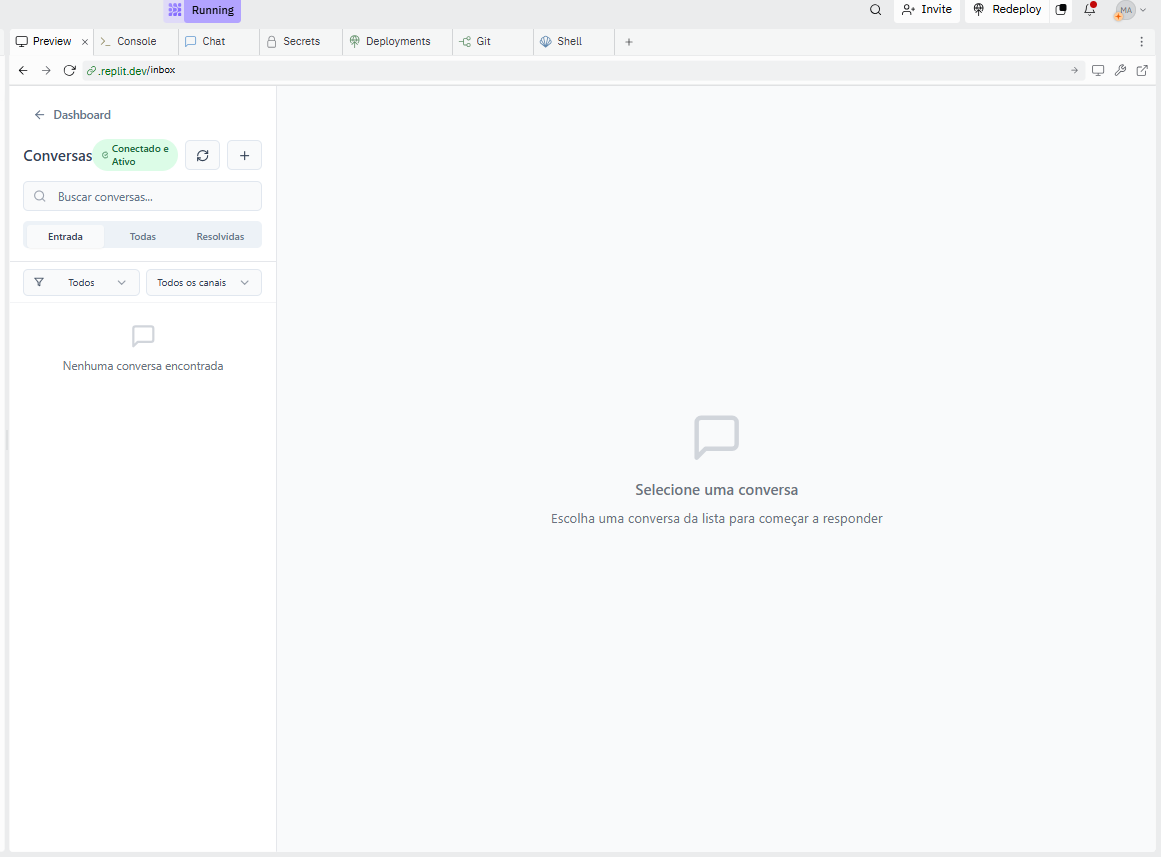 Running
Invite
Redeploy
MA
Preview
Console
Chat
Secrets
Deployments
Git
Shell
.replit.dev/inbox
Dashboard
Conversas
Conectado e
Ativo
Buscar conversas...
Entrada
Todas
Resolvidas
Todos
Todos os canais
Nenhuma conversa encontrada
Selecione uma conversa
Escolha uma conversa da lista para começar a responder